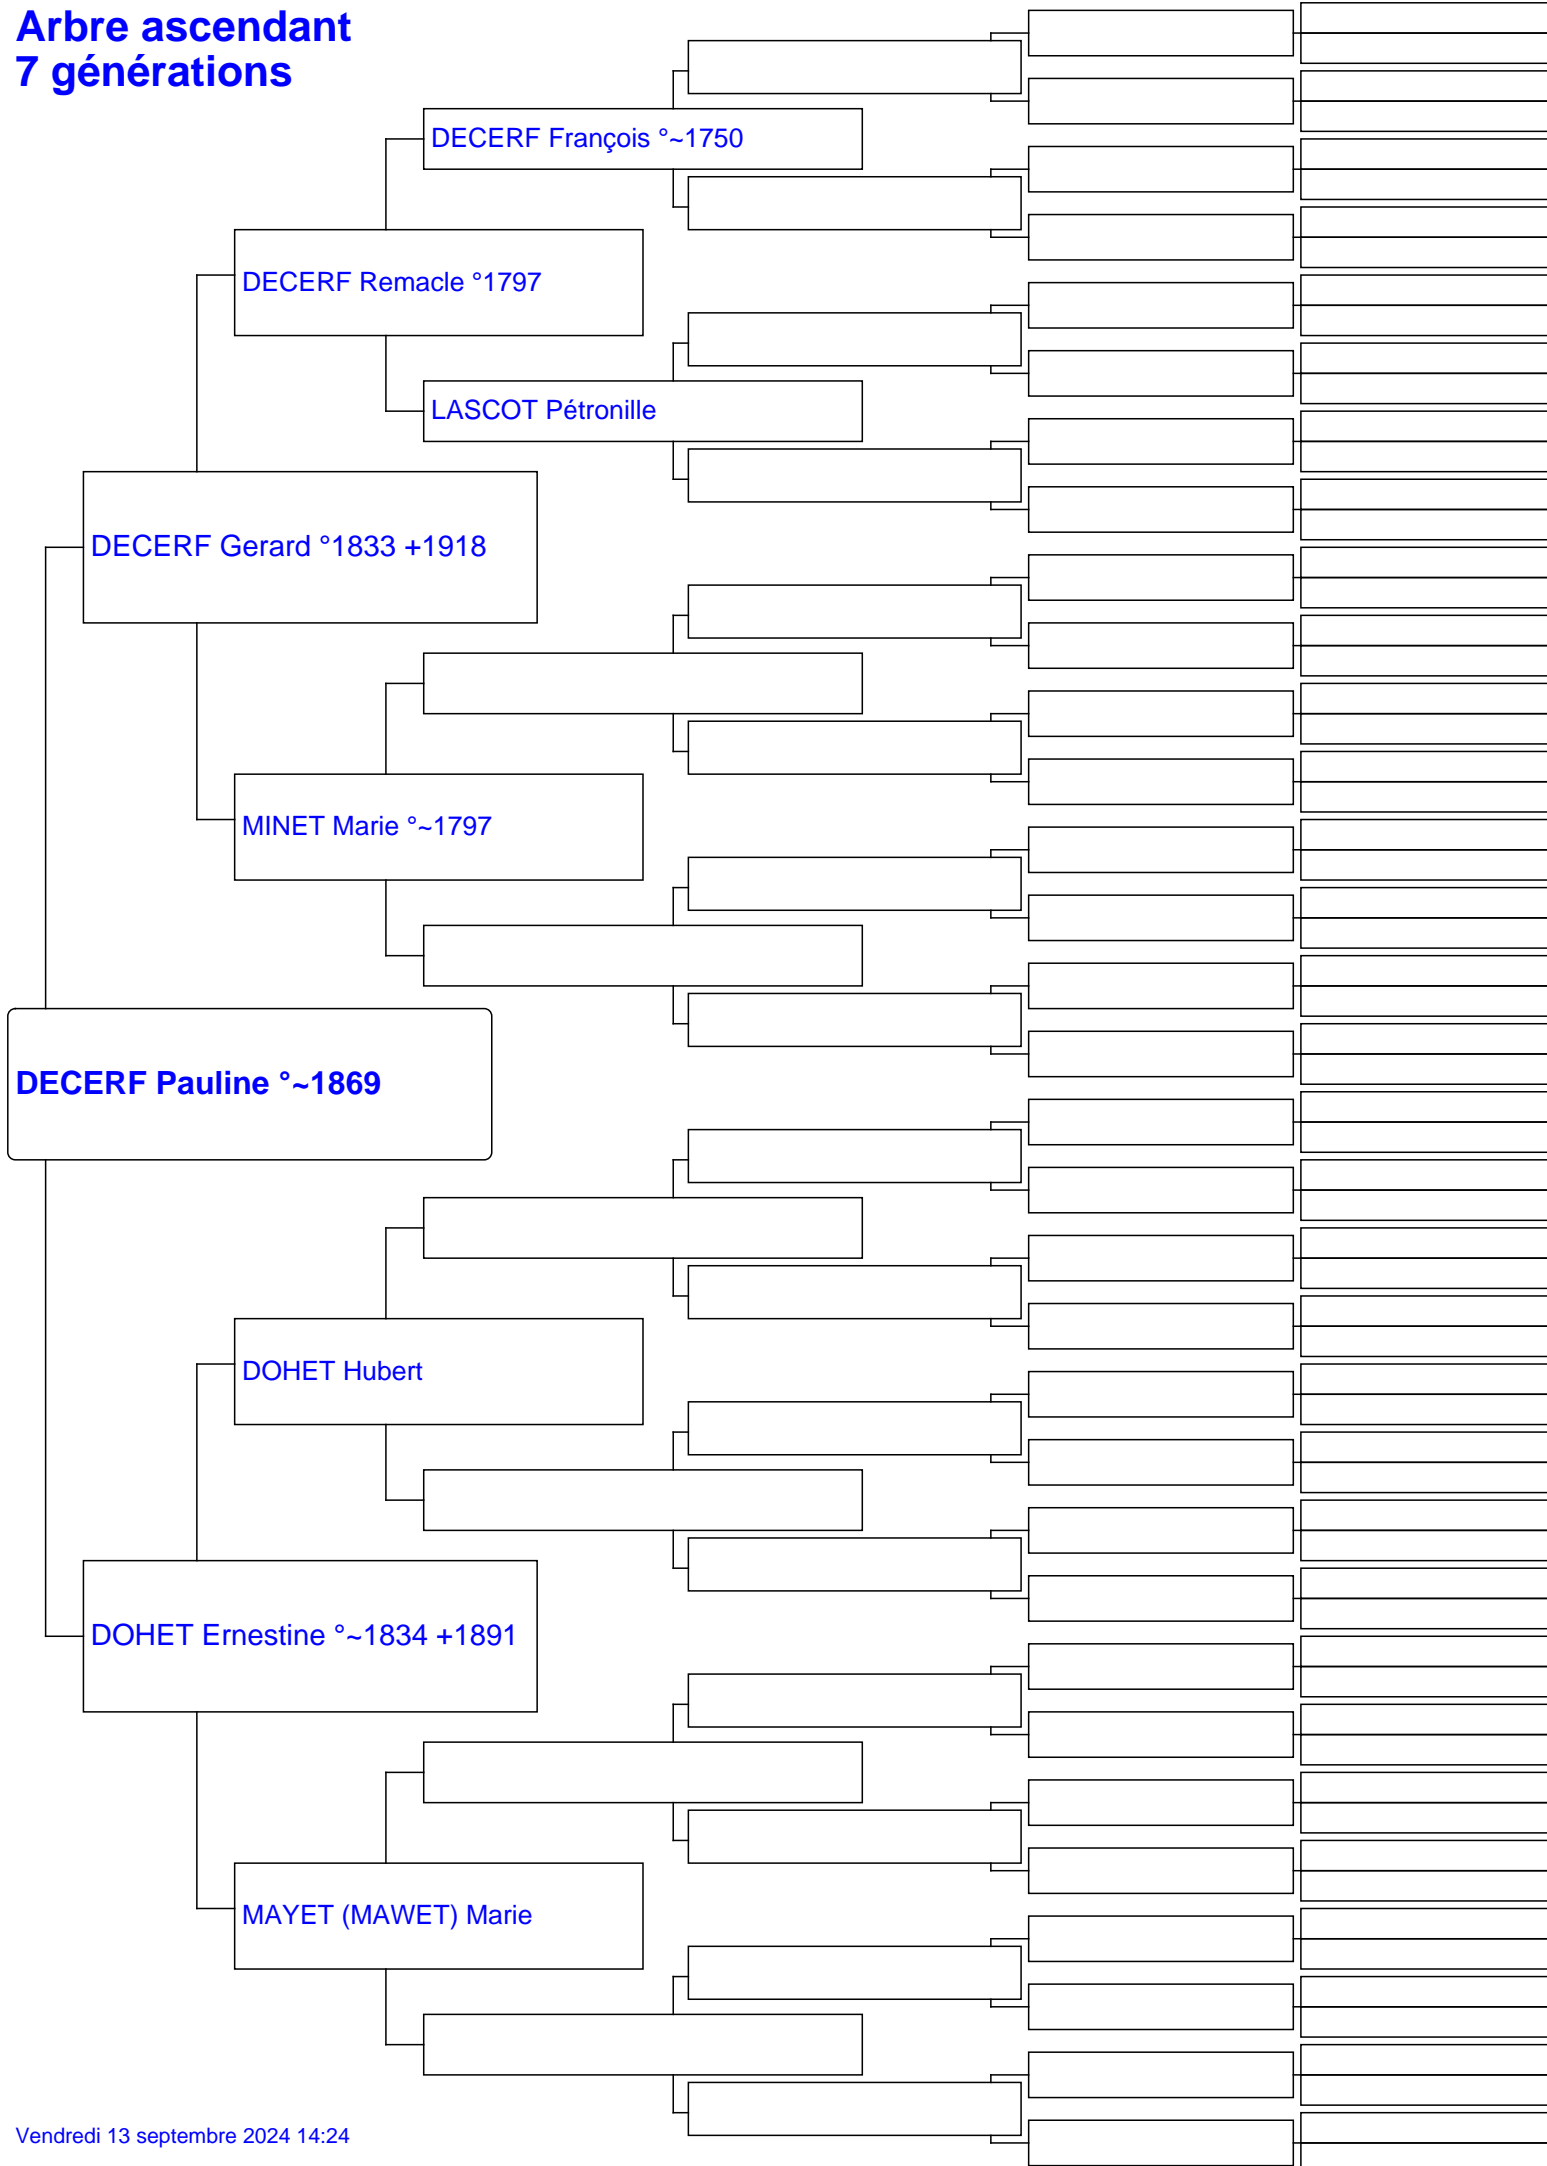 Arbre ascendant
7 générations
DECERF François °~1750
DECERF Remacle °1797
LASCOT Pétronille
DECERF Gerard °1833 +1918
MINET Marie °~1797
DECERF Pauline °~1869
DOHET Hubert
DOHET Ernestine °~1834 +1891
MAYET (MAWET) Marie
Vendredi 13 septembre 2024 14:24